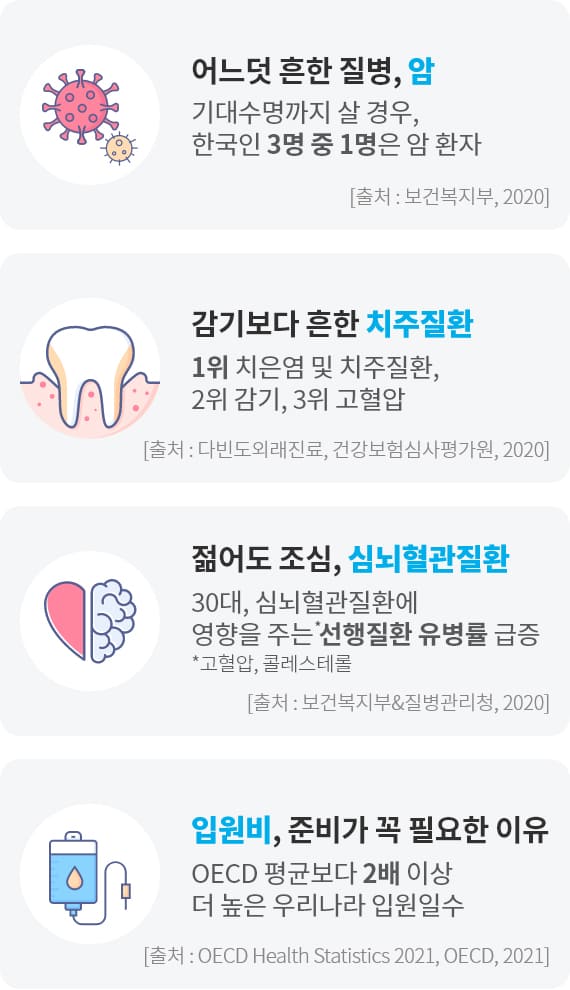 어느덧 흔한 질병, 암
기대수명까지 살 경우,
한국인 3명 중 1명은 암 환자
[출처 : 보건복지부, 2020]
감기보다 흔한 치주질환
1위 치은염 및 치주질환,
2위 감기, 3위 고혈압
[출처 : 다빈도외래진료, 건강보험심사평가원, 2020]
젊어도 조심, 심뇌혈관질환
30대, 심뇌혈관질환에
영향을 주는*선행질환 유병률 급증
*고혈압, 콜레스테롤
[출처 : 보건복지부&질병관리청, 2020]
입원비, 준비가 꼭 필요한 이유
OECD 평균보다 2배 이상
더 높은 우리나라 입원일수
[출처 : OECD Health Statistics 2021, OECD, 2021]